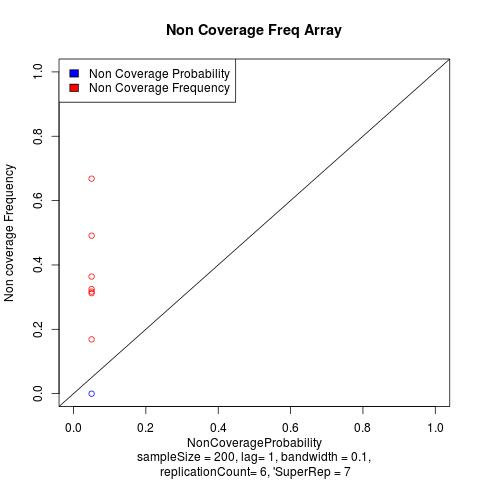 Non Coverage Freq Array
Non Coverage Probability
Non Coverage Frequency
Non coverage Frequency
1.0
0.8
0.6
0.4
0.2
0.0
0.0 0.2 0.4 0.6 0.8 1.0
NonCoverageProbability
sampleSize = 200, lag= 1, bandwidth = 0.1,
replicationCount= 6, 'SuperRep = 7